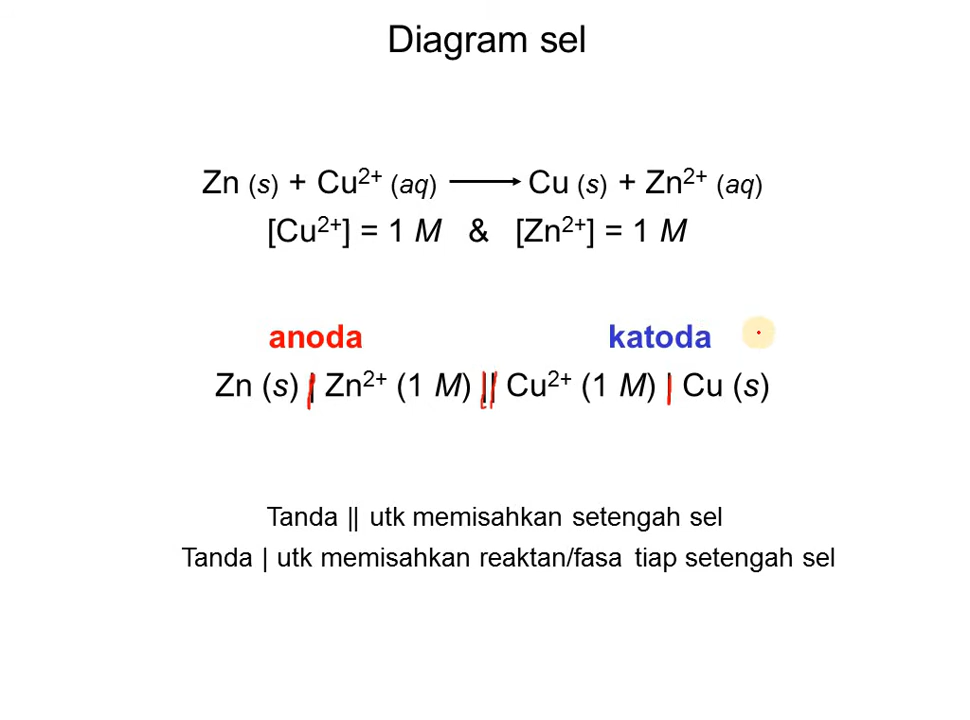 Diagram sel
Zn (s) + Cu²⁺ (aq) ⟶ Cu (s) + Zn²⁺ (aq)
[Cu²⁺] = 1 M & [Zn²⁺] = 1 M
anoda katoda
Zn (s) | Zn²⁺ (1 M) || Cu²⁺ (1 M) | Cu (s)
Tanda || utk memisahkan setengah sel
Tanda | utk memisahkan reaktan/fasa tiap setengah sel